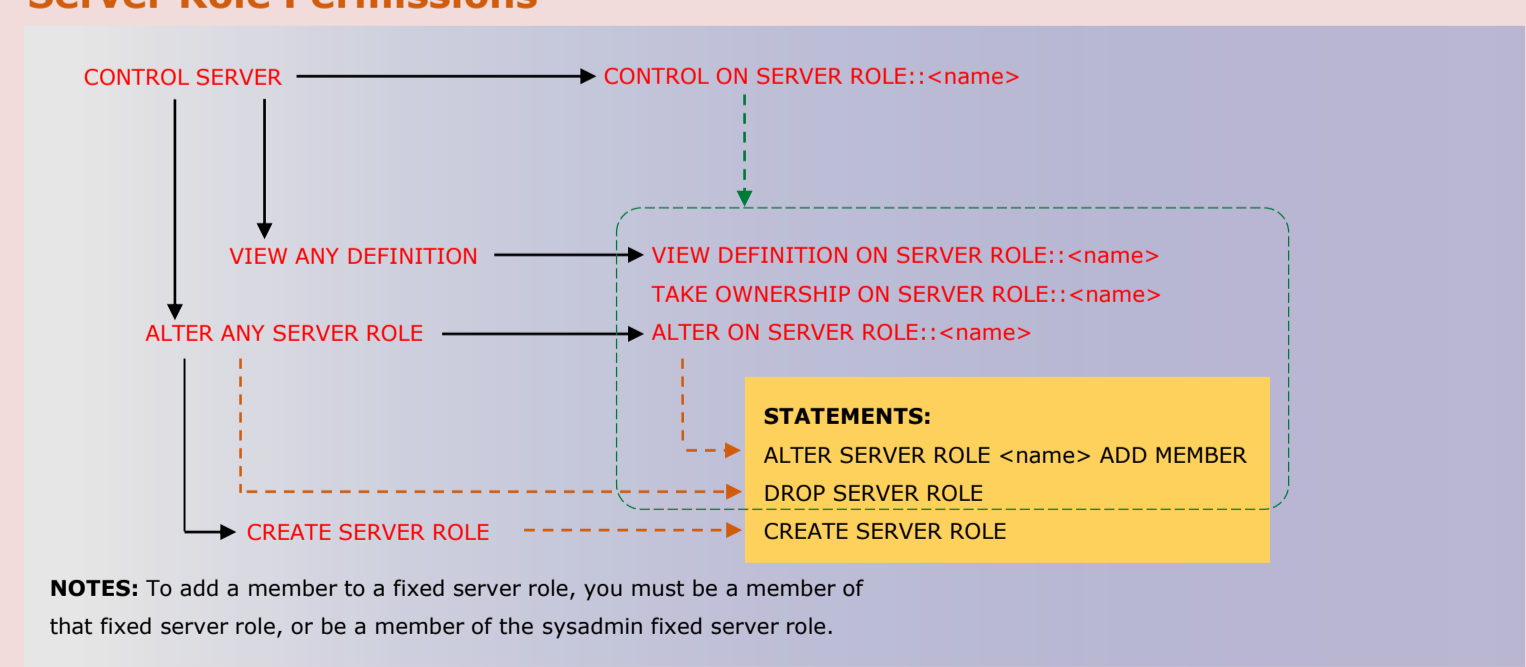 Server Role Permissions
CONTROL SERVER
CONTROL ON SERVER ROLE::<name>
VIEW ANY DEFINITION
VIEW DEFINITION ON SERVER ROLE::<name>
TAKE OWNERSHIP ON SERVER ROLE::<name>
ALTER ANY SERVER ROLE
ALTER ON SERVER ROLE::<name>
STATEMENTS:
ALTER SERVER ROLE <name> ADD MEMBER
DROP SERVER ROLE
CREATE SERVER ROLE
CREATE SERVER ROLE
NOTES: To add a member to a fixed server role, you must be a member of
that fixed server role, or be a member of the sysadmin fixed server role.